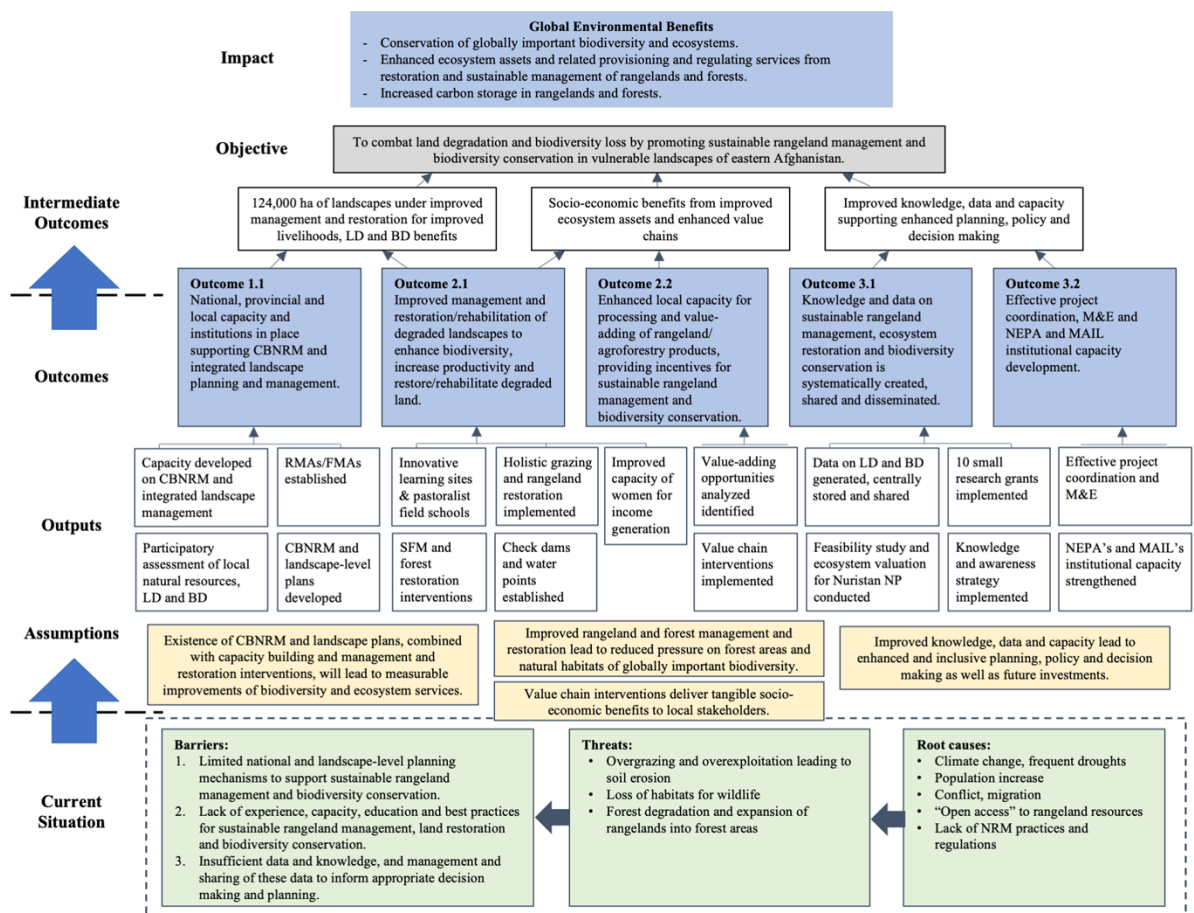 Impact
Global Environmental Benefits
- Conservation of globally important biodiversity and ecosystems.
- Enhanced ecosystem assets and related provisioning and regulating services from
restoration and sustainable management of rangelands and forests.
- Increased carbon storage in rangelands and forests.
Objective
To combat land degradation and biodiversity loss by promoting sustainable rangeland management and
biodiversity conservation in vulnerable landscapes of eastern Afghanistan.
Intermediate
Outcomes
124,000 ha of landscapes under improved
management and restoration for improved
livelihoods, LD and BD benefits
Socio-economic benefits from improved
ecosystem assets and enhanced value
chains
Improved knowledge, data and capacity
supporting enhanced planning, policy and
decision making
Outcomes
Outcome 1.1
National, provincial and
local capacity and
institutions in place
supporting CBNRM and
integrated landscape
planning and management.
Outcome 2.1
Improved management and
restoration/rehabilitation of
degraded landscapes to
enhance biodiversity,
increase productivity and
restore/rehabilitate degraded
land.
Outcome 2.2
Enhanced local capacity for
processing and value-
adding of rangeland/
agroforestry products,
providing incentives for
sustainable rangeland
management and
biodiversity conservation.
Outcome 3.1
Knowledge and data on
sustainable rangeland
management, ecosystem
restoration and biodiversity
conservation is
systematically created,
shared and disseminated.
Outcome 3.2
Effective project
coordination, M&E and
NEPA and MAIL
institutional capacity
development.
Outputs
Capacity developed
on CBNRM and
integrated landscape
management
RMAs/FMAs
established
Innovative
learning sites
& pastoralist
field schools
Holistic grazing
and rangeland
restoration
implemented
Improved
capacity of
women for
income
generation
Value-adding
opportunities
analyzed
identified
Data on LD and BD
generated, centrally
stored and shared
10 small
research grants
implemented
Effective project
coordination and
M&E
Participatory
assessment of local
natural resources,
LD and BD
CBNRM and
landscape-level
plans
developed
SFM and
forest
restoration
interventions
Check dams
and water
points
established
Value chain
interventions
implemented
Feasibility study and
ecosystem valuation
for Nuristan NP
conducted
Knowledge
and awareness
strategy
implemented
NEPA's and MAIL's
institutional capacity
strengthened
Assumptions
Existence of CBNRM and landscape plans, combined
with capacity building and management and
restoration interventions, will lead to measurable
improvements of biodiversity and ecosystem services.
Improved rangeland and forest management and
restoration lead to reduced pressure on forest areas and
natural habitats of globally important biodiversity.
Value chain interventions deliver tangible socio-
economic benefits to local stakeholders.
Improved knowledge, data and capacity lead to
enhanced and inclusive planning, policy and decision
making as well as future investments.
Current
Situation
Barriers:
1. Limited national and landscape-level planning
mechanisms to support sustainable rangeland
management and biodiversity conservation.
2. Lack of experience, capacity, education and best practices
for sustainable rangeland management, land restoration
and biodiversity conservation.
3. Insufficient data and knowledge, and management and
sharing of these data to inform appropriate decision
making and planning.
Threats:
• Overgrazing and overexploitation leading to
soil erosion
• Loss of habitats for wildlife
• Forest degradation and expansion of
rangelands into forest areas
Root causes:
• Climate change, frequent droughts
• Population increase
• Conflict, migration
• “Open access” to rangeland resources
• Lack of NRM practices and
regulations